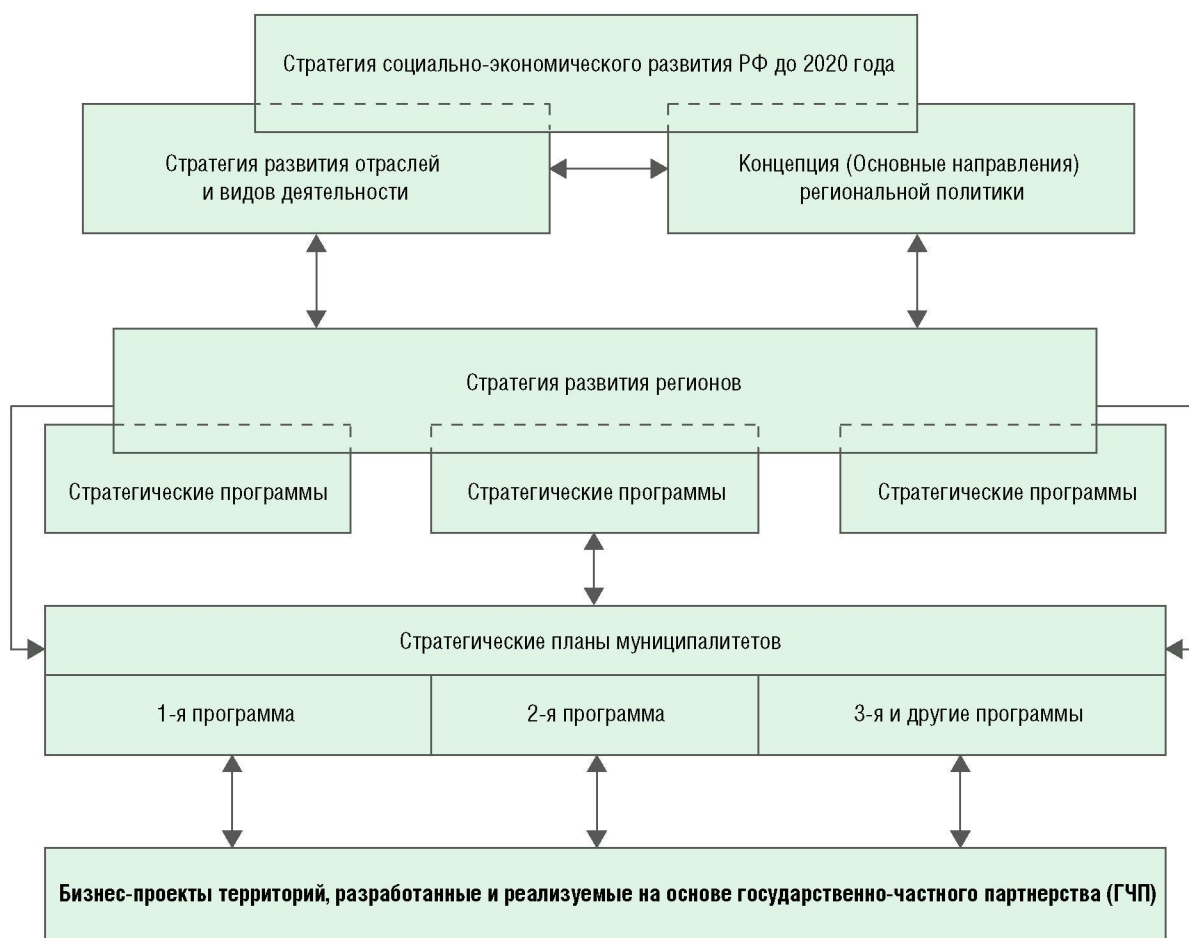 Стратегия социально-экономического развития РФ до 2020 года
Стратегия развития отраслей
и видов деятельности
Концепция (Основные направления)
региональной политики
Стратегия развития регионов
Стратегические программы
Стратегические программы
Стратегические программы
Стратегические планы муниципалитетов
1-я программа
2-я программа
3-я и другие программы
Бизнес-проекты территорий, разработанные и реализуемые на основе государственно-частного партнерства (ГЧП)